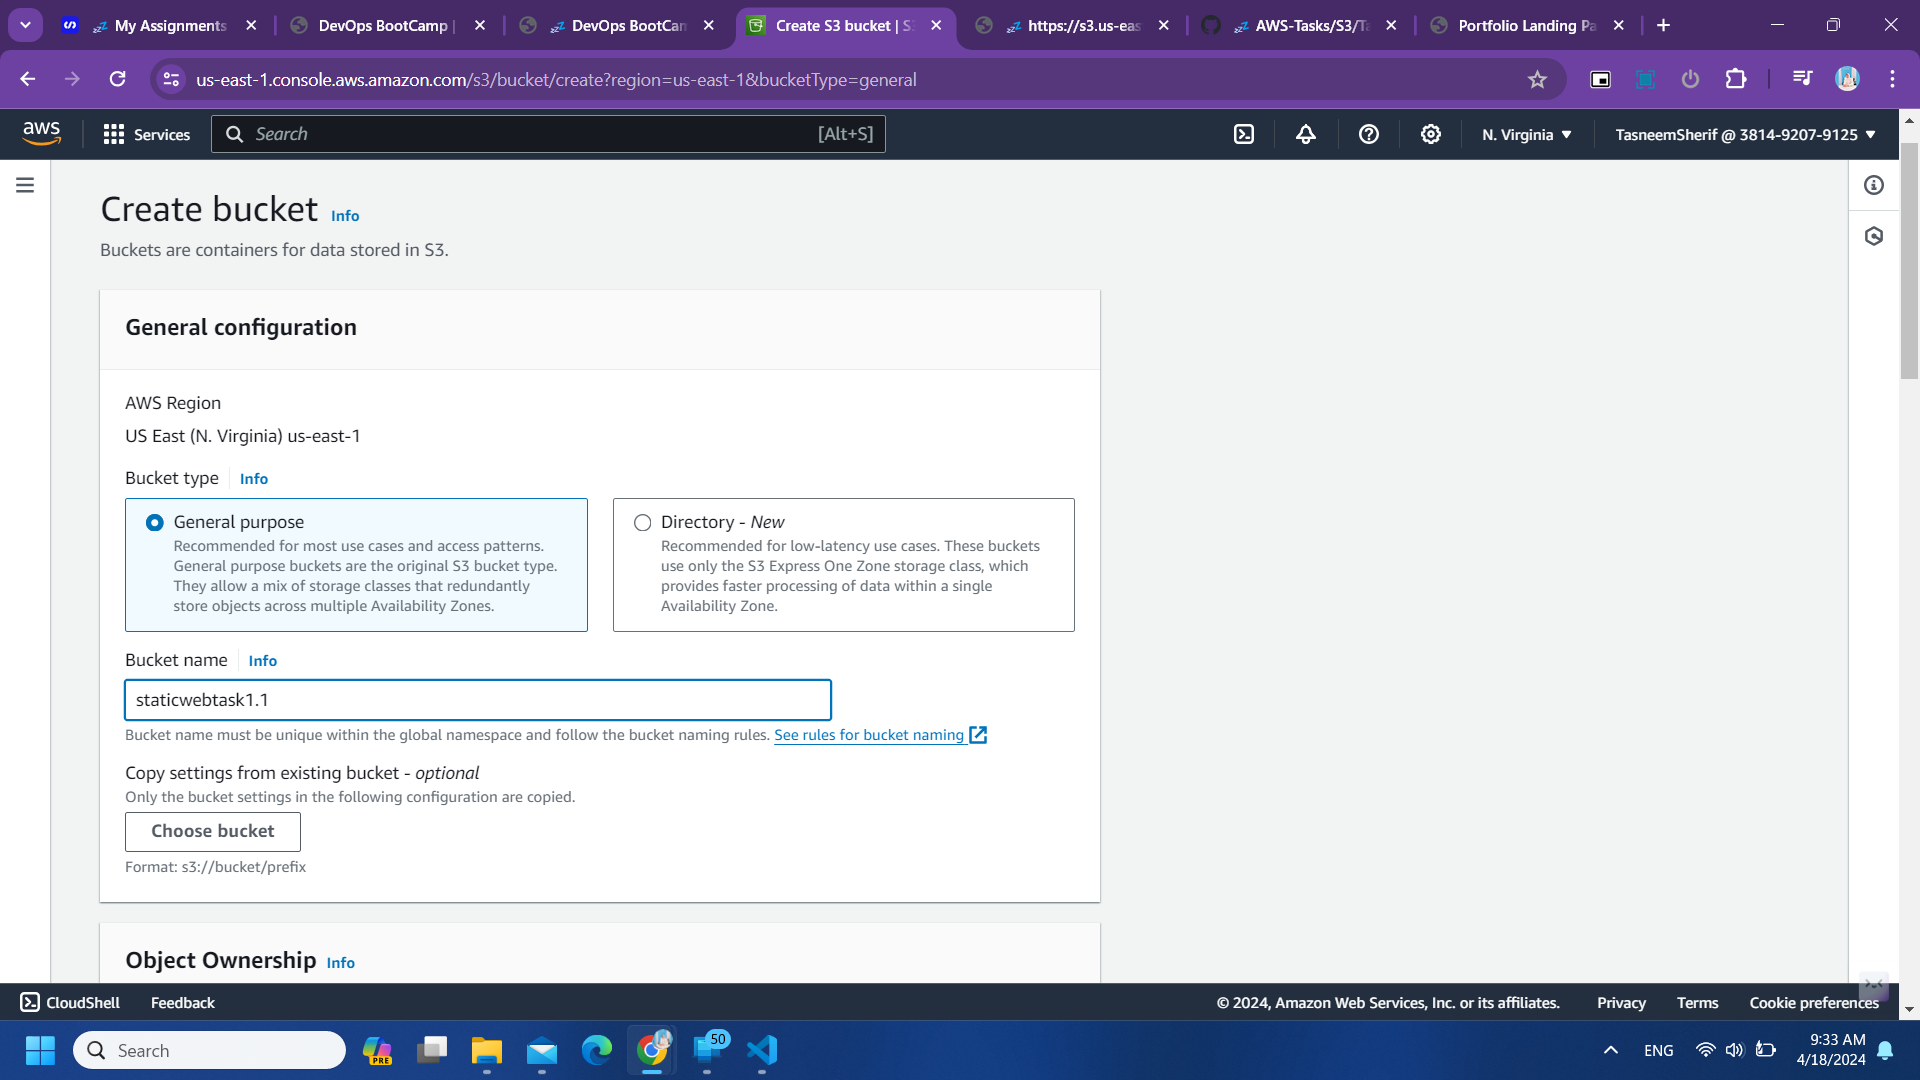 My Assignments
DevOps BootCamp |
DevOps BootCam
Create S3 bucket | S3
https://s3.us-eas
AWS-Tasks/S3/Ta
Portfolio Landing Pa
us-east-1.console.aws.amazon.com/s3/bucket/create?region=us-east-1&bucketType=general
aws
Services
Search
[Alt+S]
N. Virginia
TasneemSherif @ 3814-9207-9125
Create bucket Info
Buckets are containers for data stored in S3.
General configuration
AWS Region
US East (N. Virginia) us-east-1
Bucket type Info
General purpose
Recommended for most use cases and access patterns.
General purpose buckets are the original S3 bucket type.
They allow a mix of storage classes that redundantly
store objects across multiple Availability Zones.
Directory - New
Recommended for low-latency use cases. These buckets
use only the S3 Express One Zone storage class, which
provides faster processing of data within a single
Availability Zone.
Bucket name Info
staticwebtask1.1
Bucket name must be unique within the global namespace and follow the bucket naming rules. See rules for bucket naming
Copy settings from existing bucket - optional
Only the bucket settings in the following configuration are copied.
Choose bucket
Format: s3://bucket/prefix
Object Ownership Info
CloudShell
Feedback
© 2024, Amazon Web Services, Inc. or its affiliates.
Privacy
Terms
Cookie preferences
Search
PRE
50
ENG
9:33 AM
4/18/2024